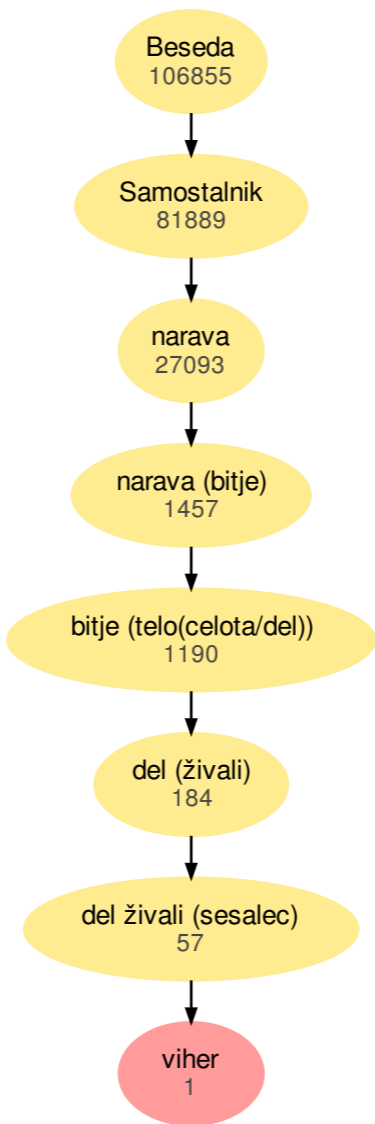 Beseda
106855
Samostalnik
81889
narava
27093
narava (bitje)
1457
bitje (telo(celota/del))
1190
del (živali)
184
del živali (sesalec)
57
viher
1